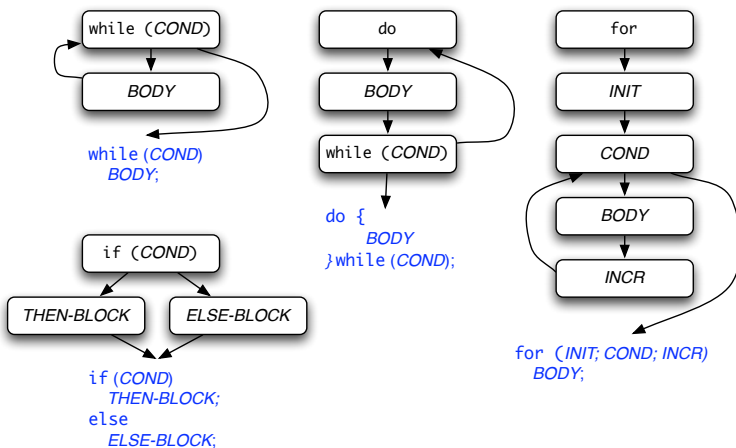 while (COND)
BODY
while (COND)
BODY;
do
BODY
while (COND)
do {
BODY
}while (COND);
for
INIT
COND
BODY
INCR
for (INIT; COND; INCR)
BODY;
if (COND)
THEN-BLOCK
ELSE-BLOCK
if (COND)
THEN-BLOCK;
else
ELSE-BLOCK;